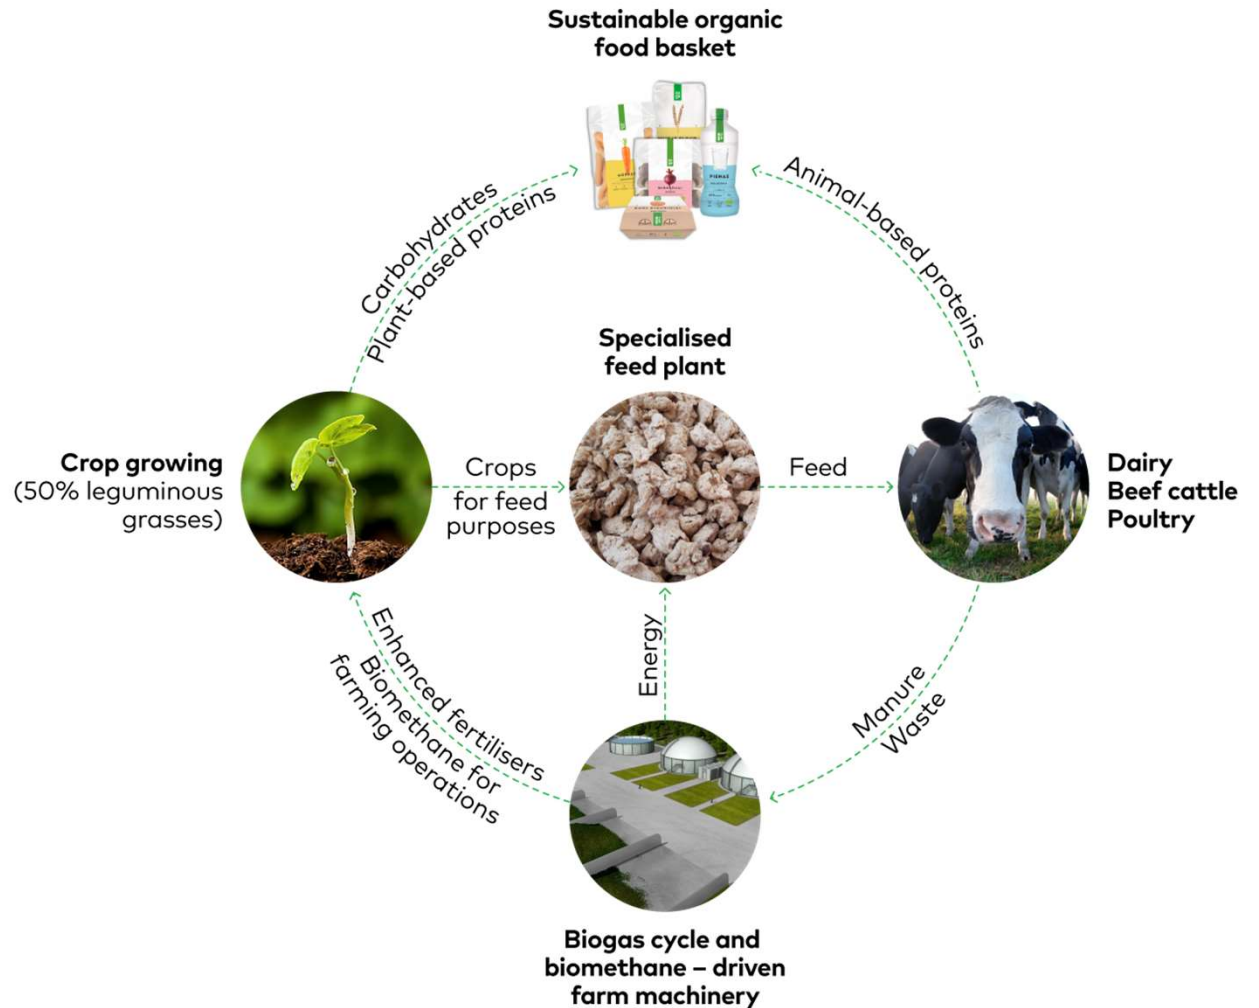 Sustainable organic
food basket
Carbohydrates
Plant-based proteins
Animal-based proteins
Specialised
feed plant
Crop growing
(50% leguminous
grasses)
Crops
for feed
purposes
Feed
Dairy
Beef cattle
Poultry
Enhanced fertilisers
Biomethane for
farming operations
Energy
Manure
Waste
Biogas cycle and
biomethane – driven
farm machinery